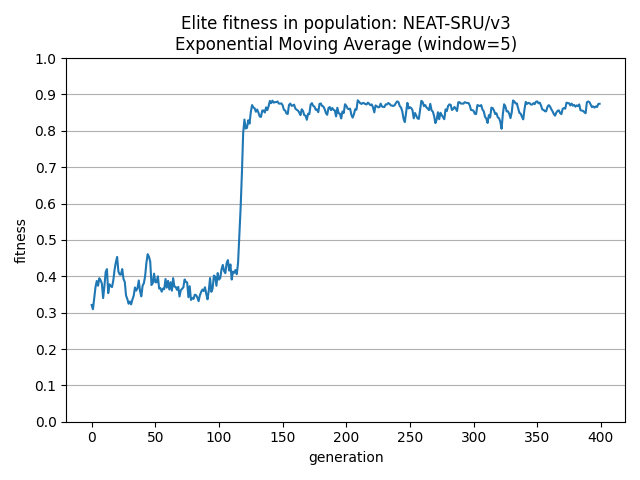 Elite fitness in population: NEAT-SRU/v3
Exponential Moving Average (window=5)
1.0
0.9
0.8
0.7
0.6
0.5
0.4
0.3
0.2
0.1
0.0
fitness
0 50 100 150 200 250 300 350 400
generation